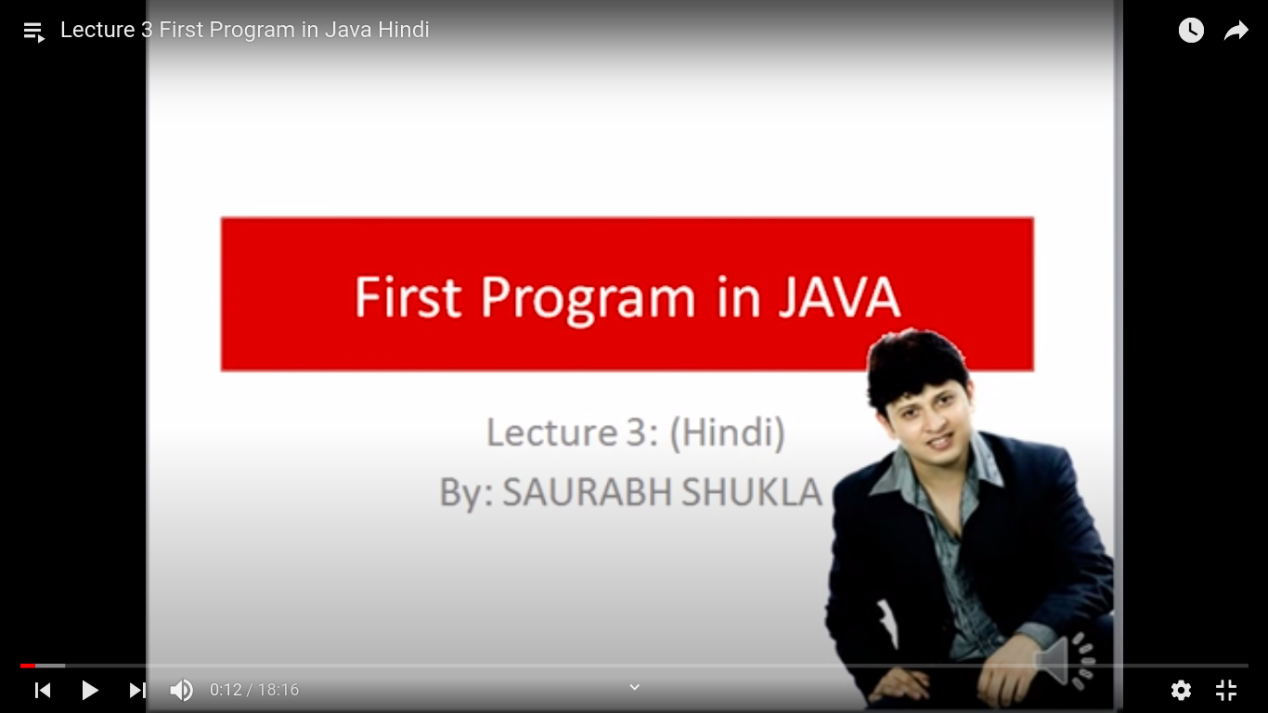 Lecture 3 First Program in Java Hindi
First Program in JAVA
Lecture 3: (Hindi)
By: SAURABH SHUKLA
0:12 / 18:16